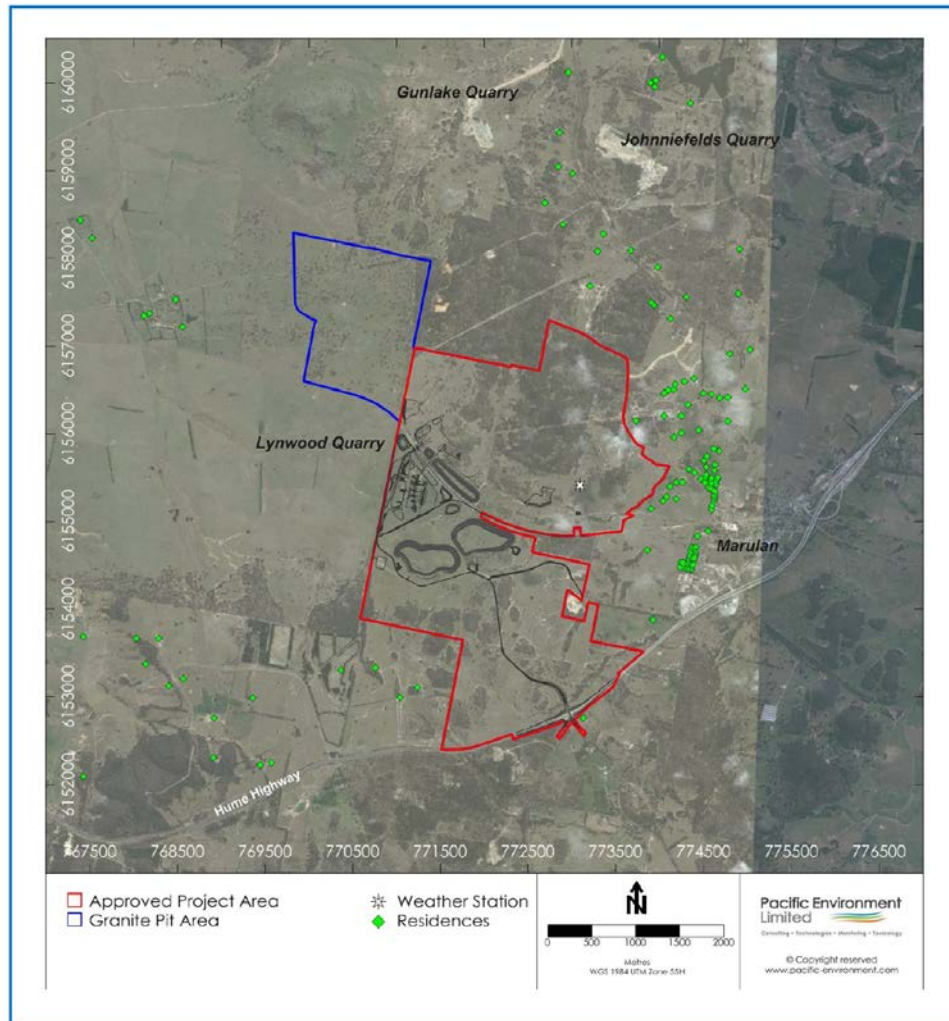 6160000
6159000
6158000
6157000
6156000
6155000
6154000
6153000
6152000
Gunlake Quarry
Johnniefelds Quarry
Lynwood Quarry
Marulan
Hume Highway
767500 768500 769500 770500 771500 772500 773500 774500 775500 776500
Approved Project Area
Granite Pit Area
Weather Station
Residences
N
0 500 1000 1500 2000
Metres
WGS 1984 UTM Zone 55H
Pacific Environment
Limited
Consulting • Technologies • Monitoring • Toxicology
© Copyright reserved
www.pacific-environment.com